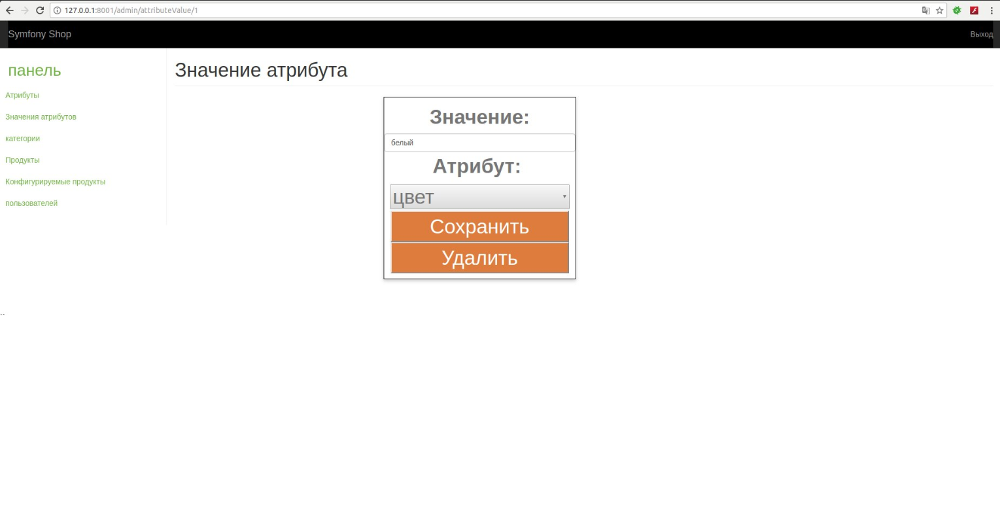 127.0.0.1:8001/admin/attributeValue/1
Symfony Shop
Выход
панель
Атрибуты
Значения атрибутов
категории
Продукты
Конфигурируемые продукты
пользователей
Значение атрибута
Значение:
белый
Атрибут:
цвет
Сохранить
Удалить
``